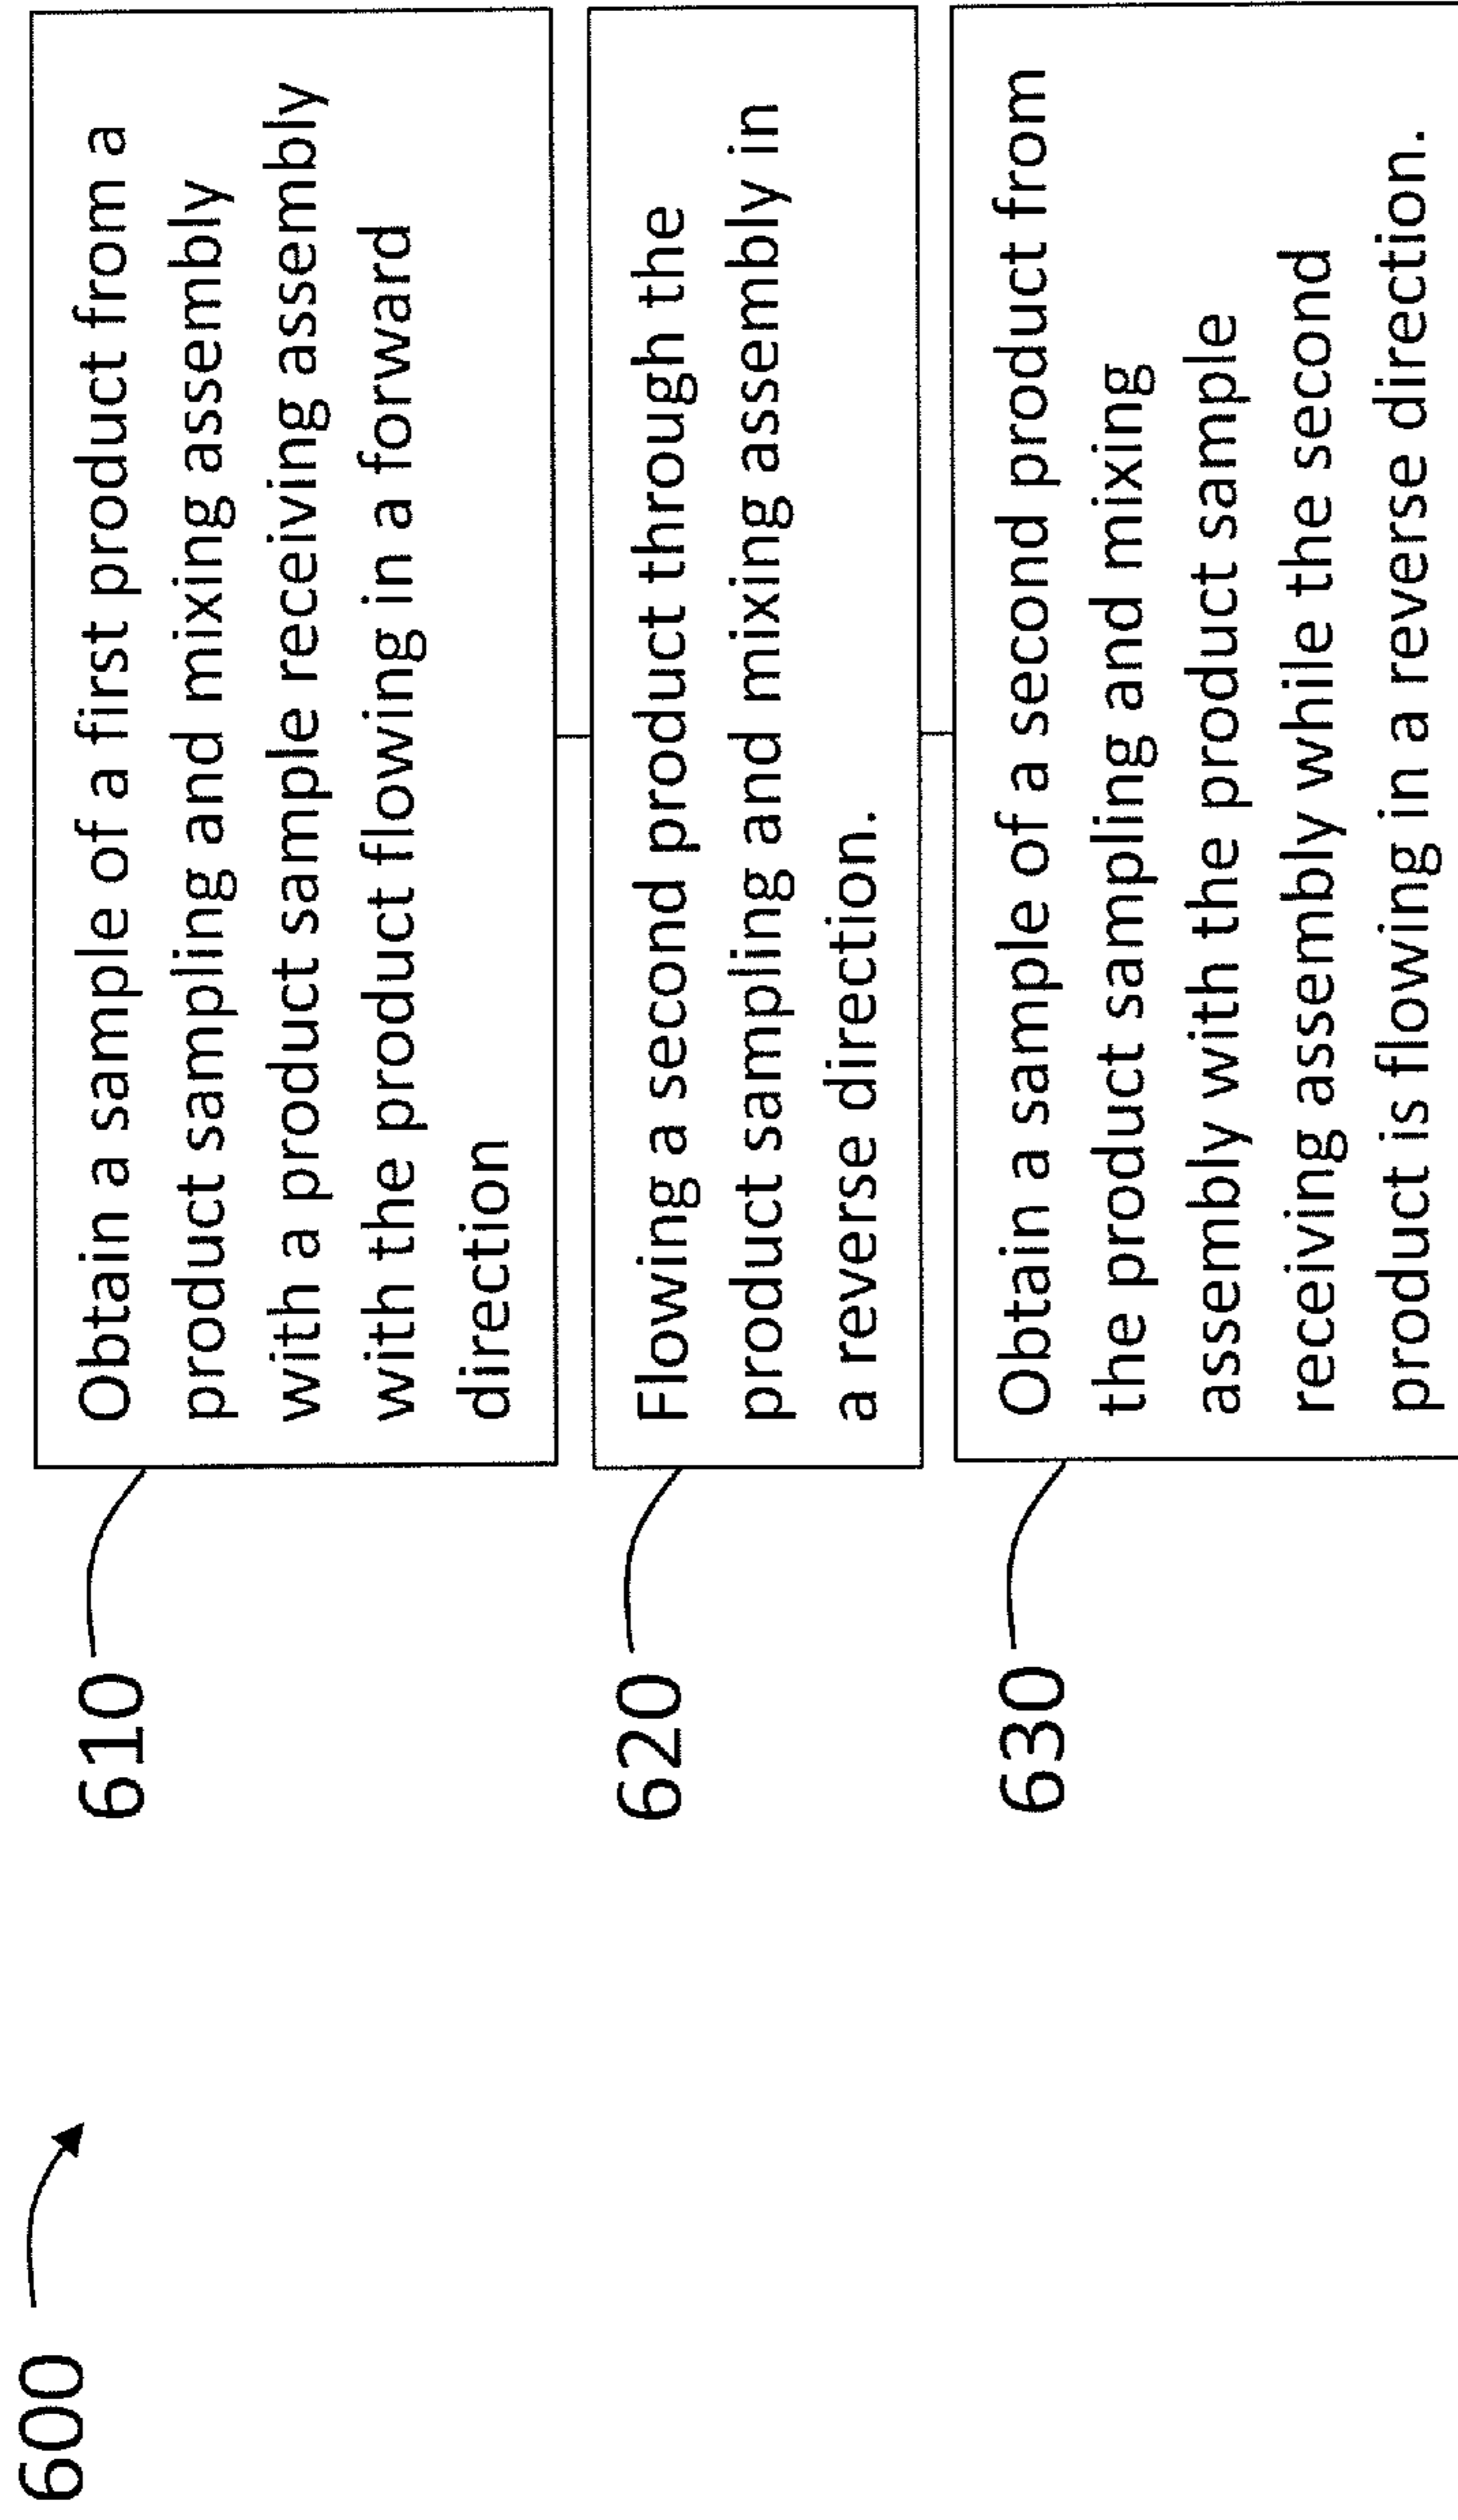 600
610
Obtain a sample of a first product from a
product sampling and mixing assembly
with a product sample receiving assembly
with the product flowing in a forward
direction
620
Flowing a second product through the
product sampling and mixing assembly in
a reverse direction.
630
Obtain a sample of a second product from
the product sampling and mixing
assembly with the product sample
receiving assembly while the second
product is flowing in a reverse direction.